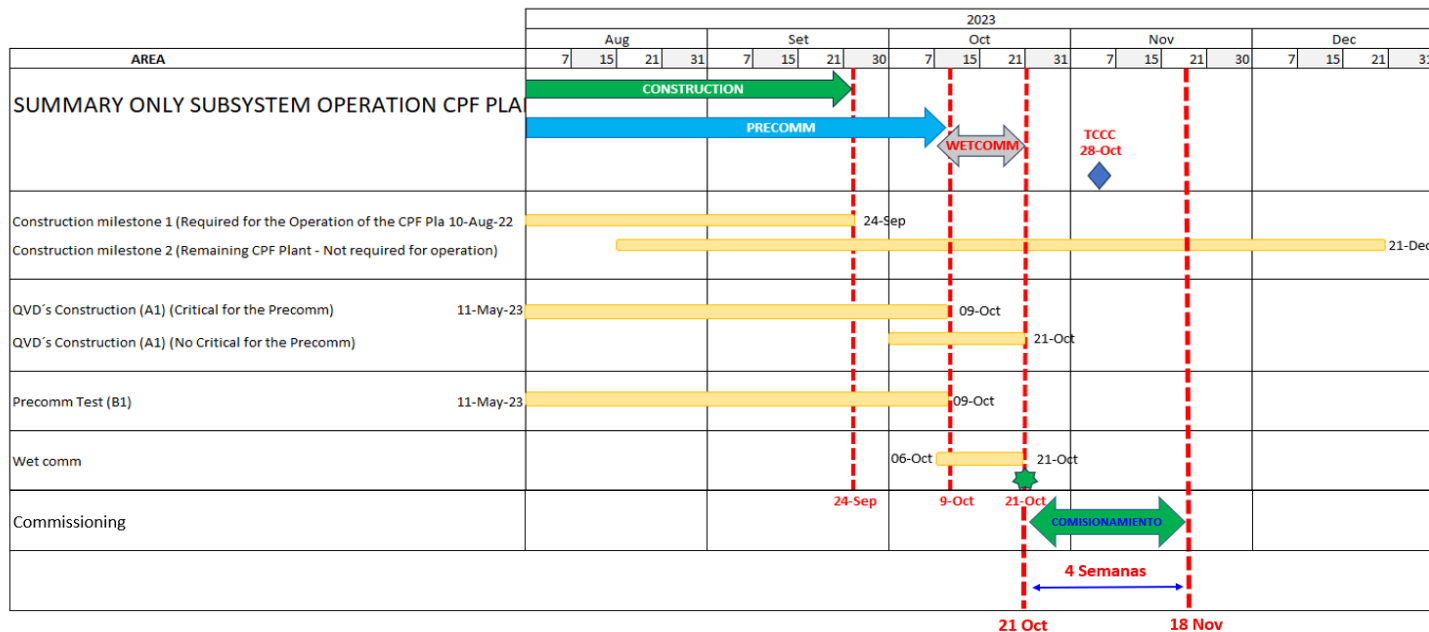 2023
Aug Set Oct Nov Dec
AREA 7 15 21 31 7 15 21 30 7 15 21 31 7 15 21 30 7 15 21 31
CONSTRUCTION
SUMMARY ONLY SUBSYSTEM OPERATION CPF PLA
PRECOMM
WETCOMM
TCCC
28-Oct
Construction milestone 1 (Required for the Operation of the CPF Pla 10-Aug-22 24-Sep
Construction milestone 2 (Remaining CPF Plant - Not required for operation) 21-Dec
QVD´s Construction (A1) (Critical for the Precomm) 11-May-23 09-Oct
QVD´s Construction (A1) (No Critical for the Precomm) 21-Oct
Precomm Test (B1) 11-May-23 09-Oct
Wet comm 06-Oct 21-Oct
24-Sep 9-Oct 21-Oct
Commissioning COMISIONAMIENTO
4 Semanas
21 Oct 18 Nov